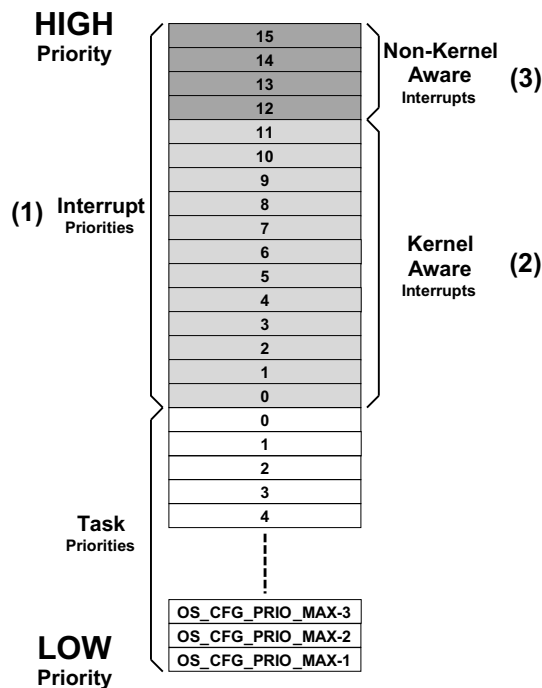 HIGH
Priority
15
14
13
12
11
10
9
8
7
6
5
4
3
2
1
0
0
1
2
3
4
OS_CFG_PRIO_MAX-3
OS_CFG_PRIO_MAX-2
OS_CFG_PRIO_MAX-1
(1) Interrupt
Priorities
Task
Priorities
LOW
Priority
Non-Kernel
Aware
Interrupts
(3)
Kernel
Aware
Interrupts
(2)